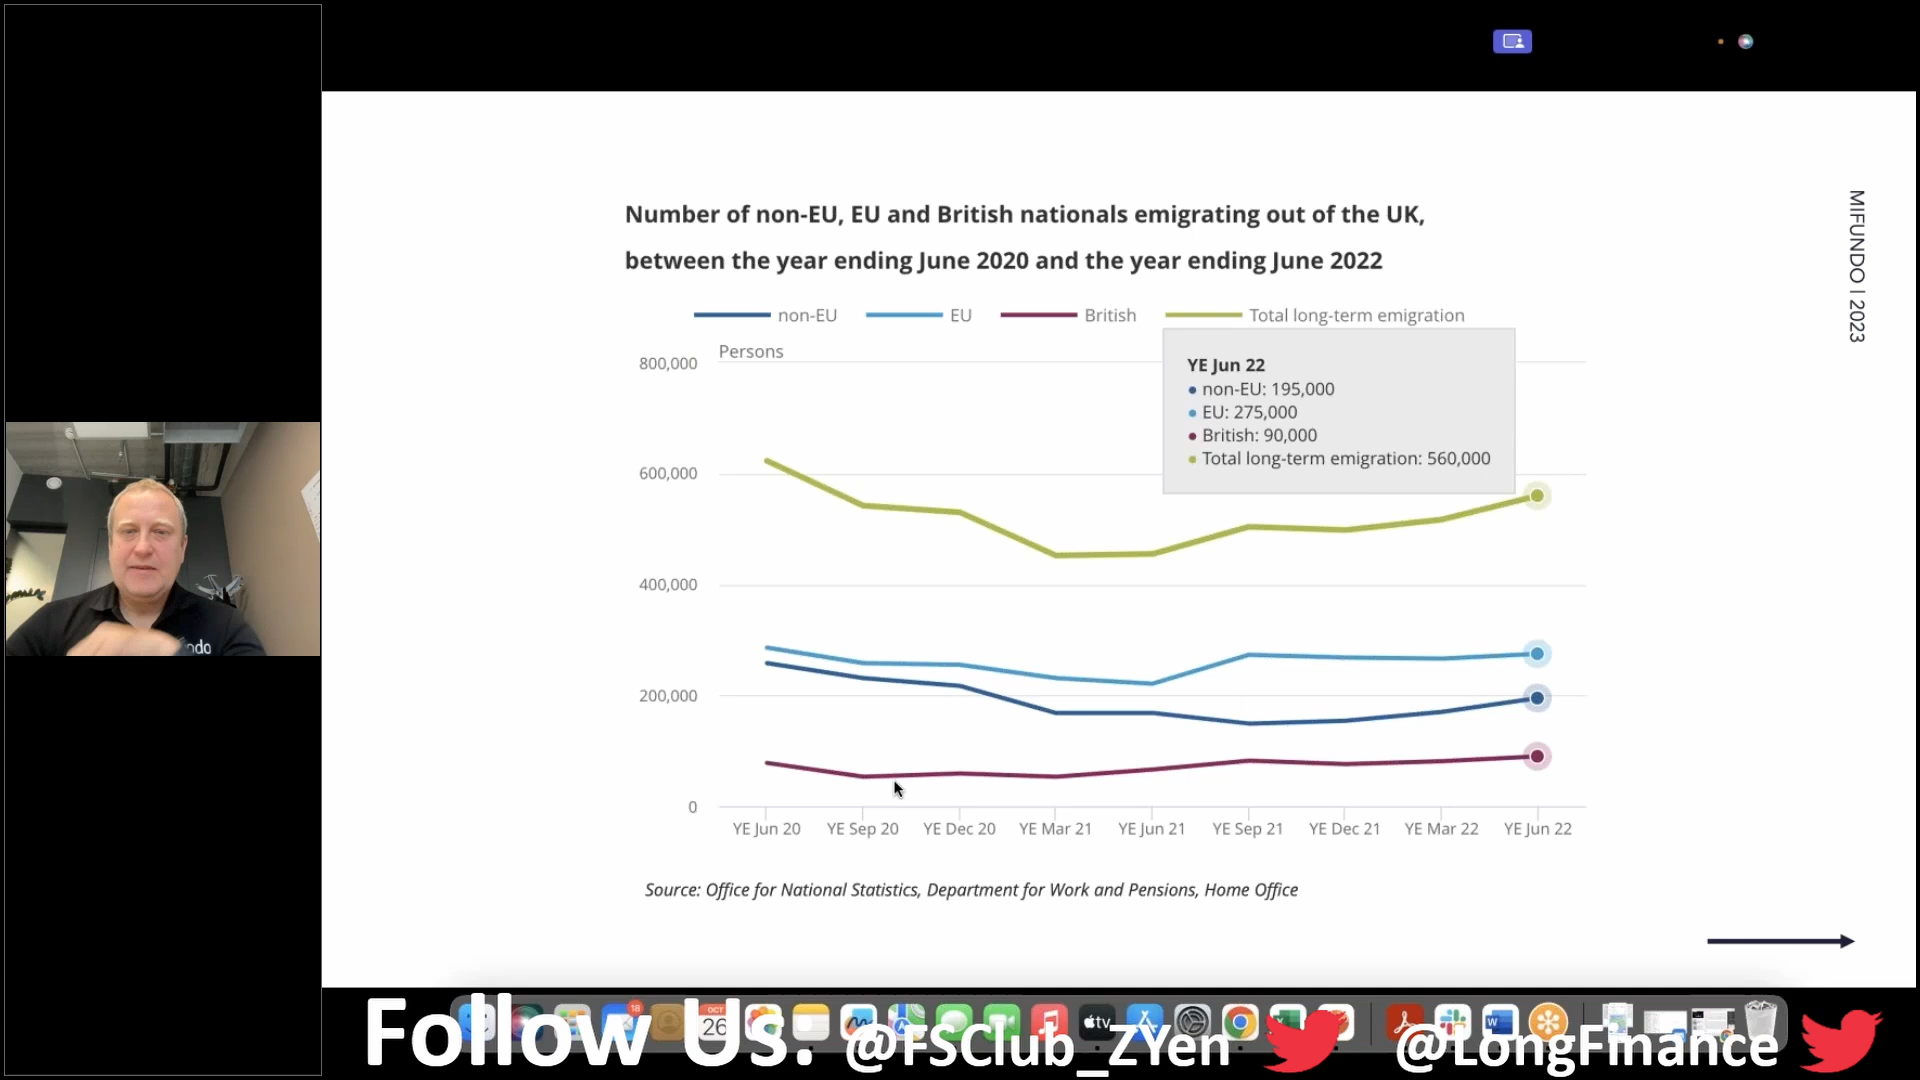 Number of non-EU, EU and British nationals emigrating out of the UK,
between the year ending June 2020 and the year ending June 2022
non-EU EU British Total long-term emigration
Persons
800,000
600,000
400,000
200,000
0
YE Jun 22
• non-EU: 195,000
• EU: 275,000
• British: 90,000
• Total long-term emigration: 560,000
YE Jun 20 YE Sep 20 YE Dec 20 YE Mar 21 YE Jun 21 YE Sep 21 YE Dec 21 YE Mar 22 YE Jun 22
Source: Office for National Statistics, Department for Work and Pensions, Home Office
MIFUNDO | 2023
18
OCT
26
tv
W
Follow Us: @FSClub_ZYen @LongFinance